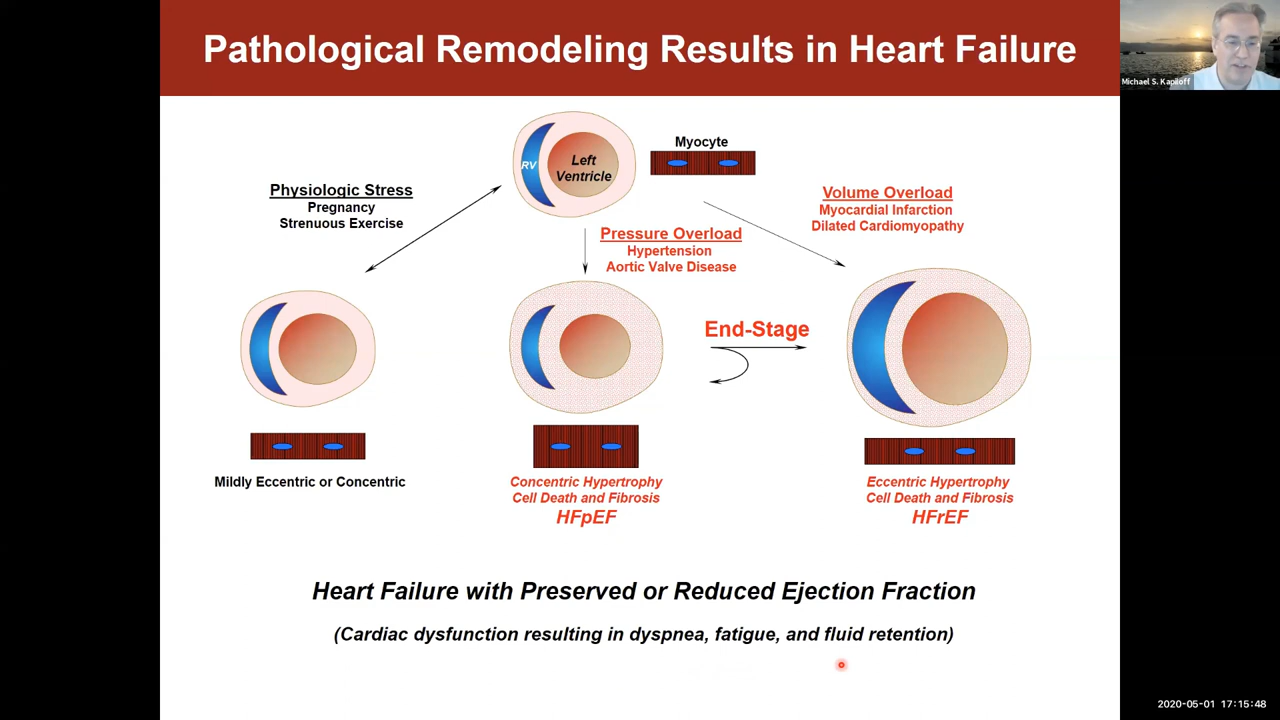 Pathological Remodeling Results in Heart Failure
Michael S. Kapiloff
RV
Left
Ventricle
Myocyte
Physiologic Stress
Pregnancy
Strenuous Exercise
Pressure Overload
Hypertension
Aortic Valve Disease
Volume Overload
Myocardial Infarction
Dilated Cardiomyopathy
End-Stage
Mildly Eccentric or Concentric
Concentric Hypertrophy
Cell Death and Fibrosis
HFpEF
Eccentric Hypertrophy
Cell Death and Fibrosis
HFrEF
Heart Failure with Preserved or Reduced Ejection Fraction
(Cardiac dysfunction resulting in dyspnea, fatigue, and fluid retention)
2020-05-01 17:15:48